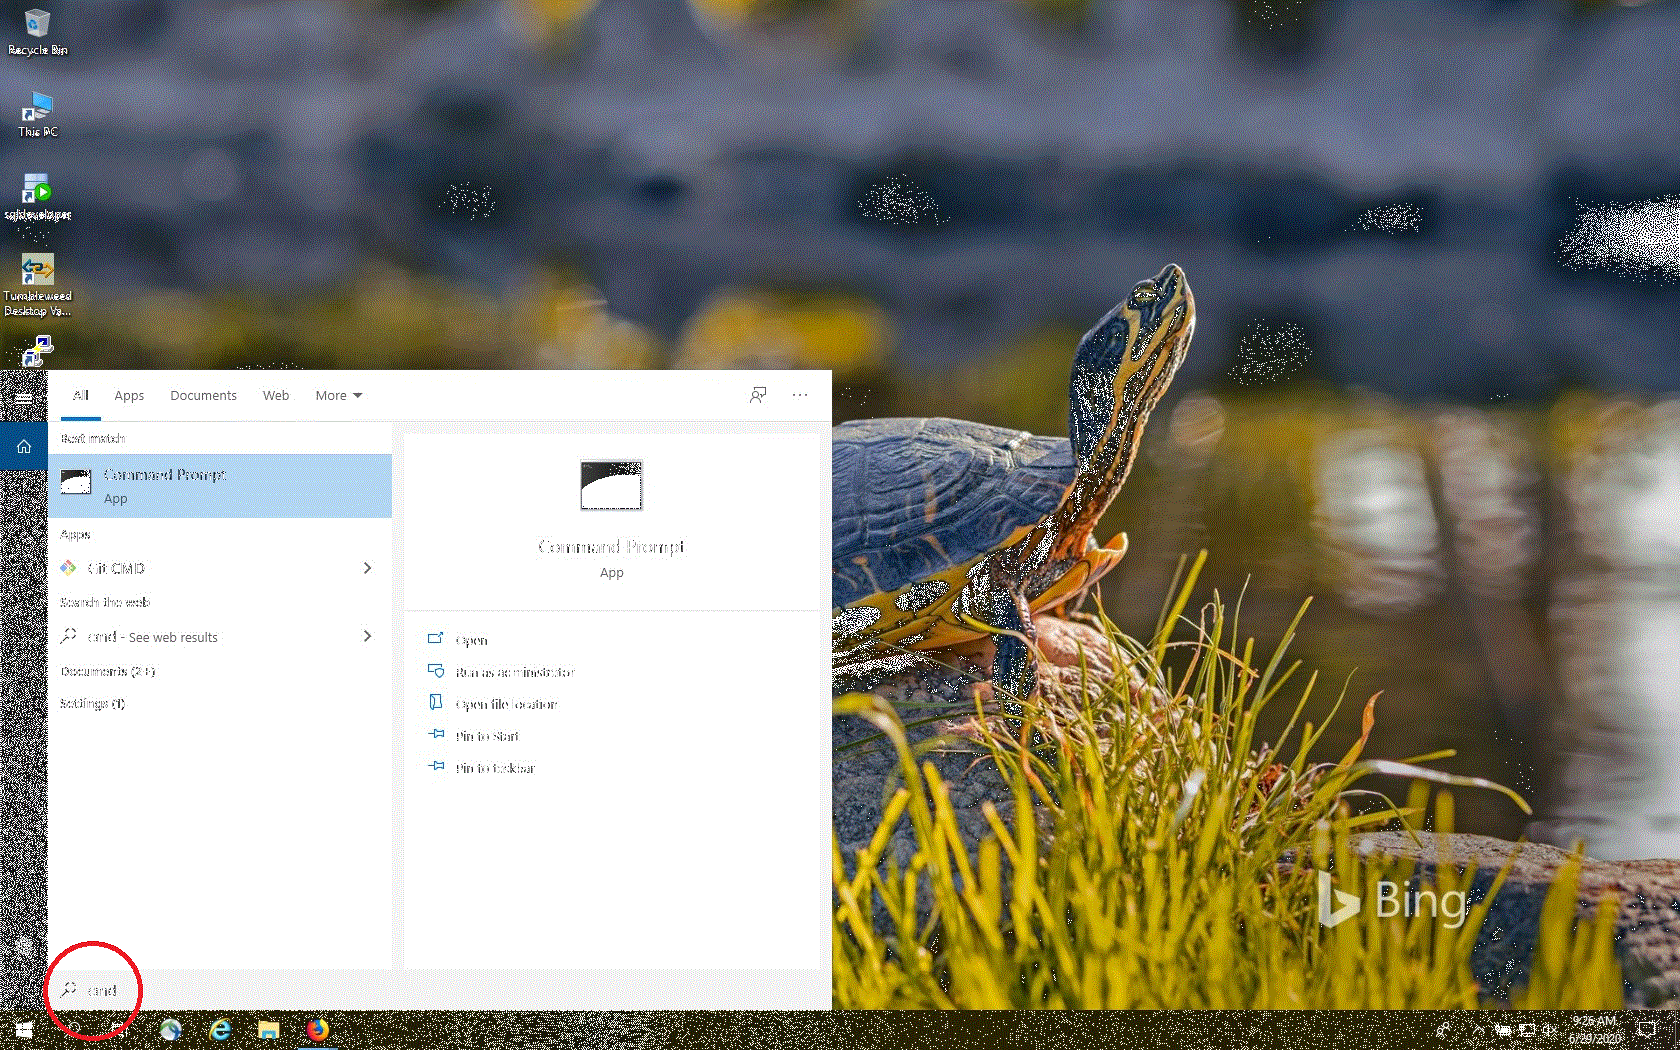 Recycle Bin
This PC
sqldeveloper
Tumbleweed
Desktop Va...
All Apps Documents Web More
Best match
Command Prompt
App
Apps
Git CMD
Search the web
cmd - See web results
Settings (1)
Command Prompt
App
Open
Run as administrator
Open file location
Pin to Start
Pin to taskbar
cmd
Bing
9:26 AM
6/29/2020